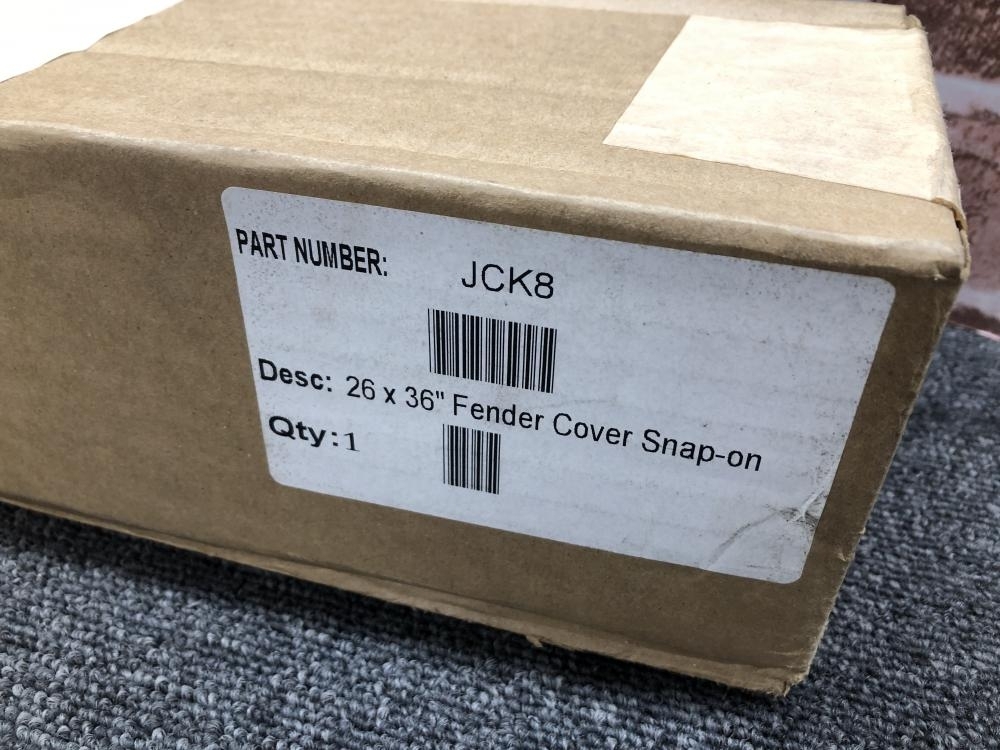 PART NUMBER: JCK8
Desc: 26 x 36" Fender Cover Snap-on
Qty: 1